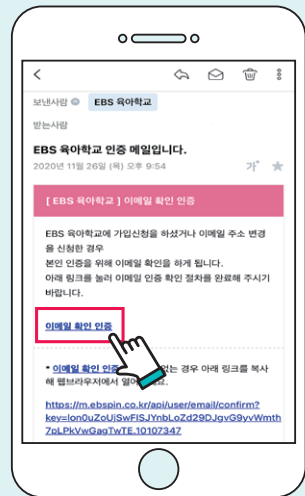 보낸사람 EBS 육아학교
받는사람
EBS 육아학교 인증 메일입니다.
2020년 11월 26일 (목) 오후 9:54 가
[ EBS 육아학교 ] 이메일 확인 인증
EBS 육아학교에 가입신청을 하셨거나 이메일 주소 변경
을 신청한 경우
본인 인증을 위해 이메일 확인을 하게 됩니다.
아래 링크를 눌러 이메일 인증 확인 절차를 완료해 주시기
바랍니다.
이메일 확인 인증
* 이메일 확인 인증 없는 경우 아래 링크를 복사
해 웹브라우저에서
https://m.ebspin.co.kr/api/user/email/confirm?
key=Ion0uZoUjSwFISJYnbLoZd29DJgvG9yvWmth
7pLPkVwGagTwTE.10107347